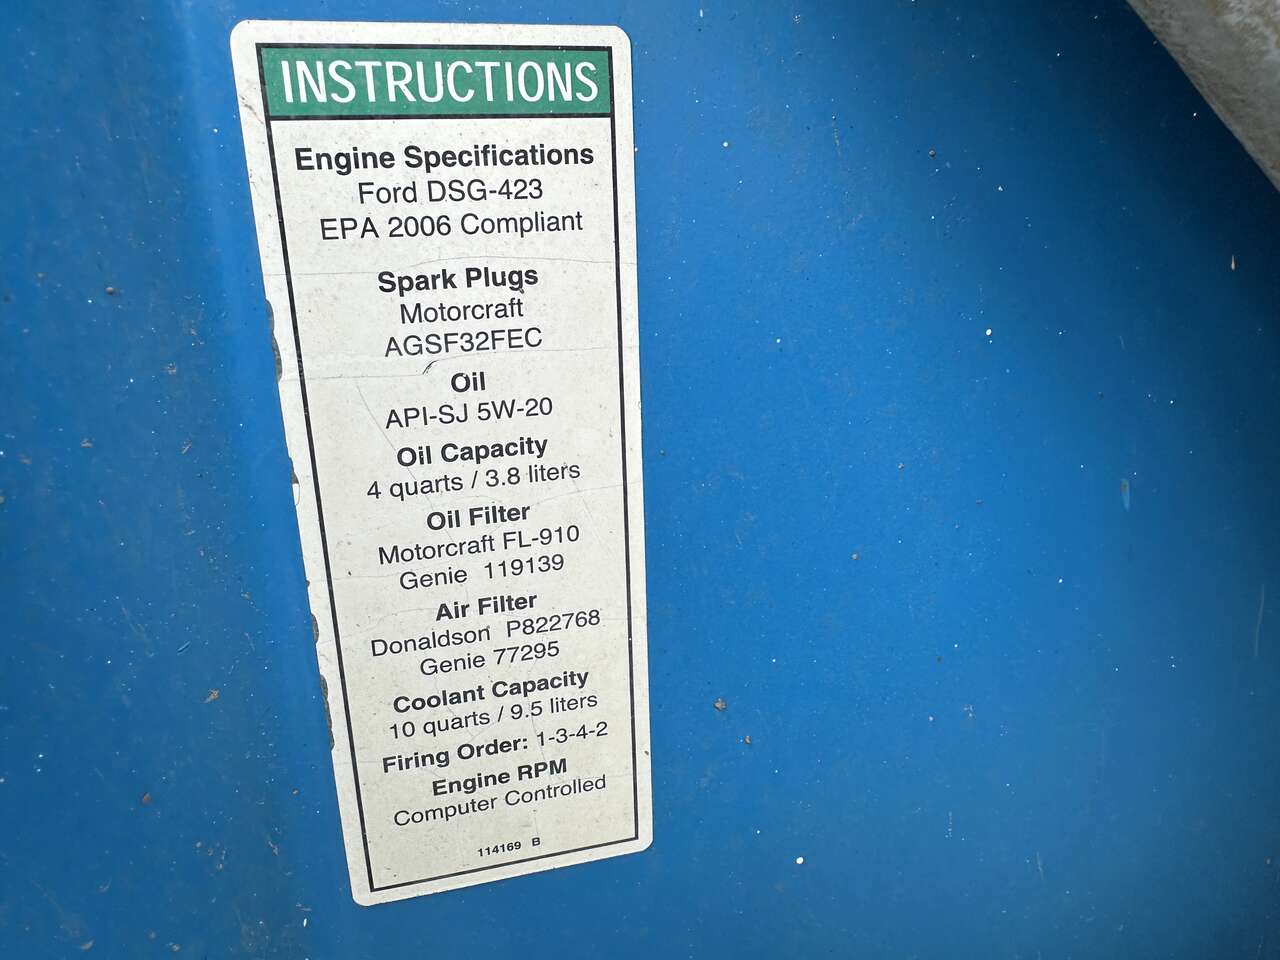 INSTRUCTIONS
Engine Specifications
Ford DSG-423
EPA 2006 Compliant
Spark Plugs
Motorcraft
AGSF32FEC
Oil
API-SJ 5W-20
Oil Capacity
4 quarts / 3.8 liters
Oil Filter
Motorcraft FL-910
Genie 119139
Air Filter
Donaldson P822768
Genie 77295
Coolant Capacity
10 quarts / 9.5 liters
Firing Order: 1-3-4-2
Engine RPM
Computer Controlled
114169 B